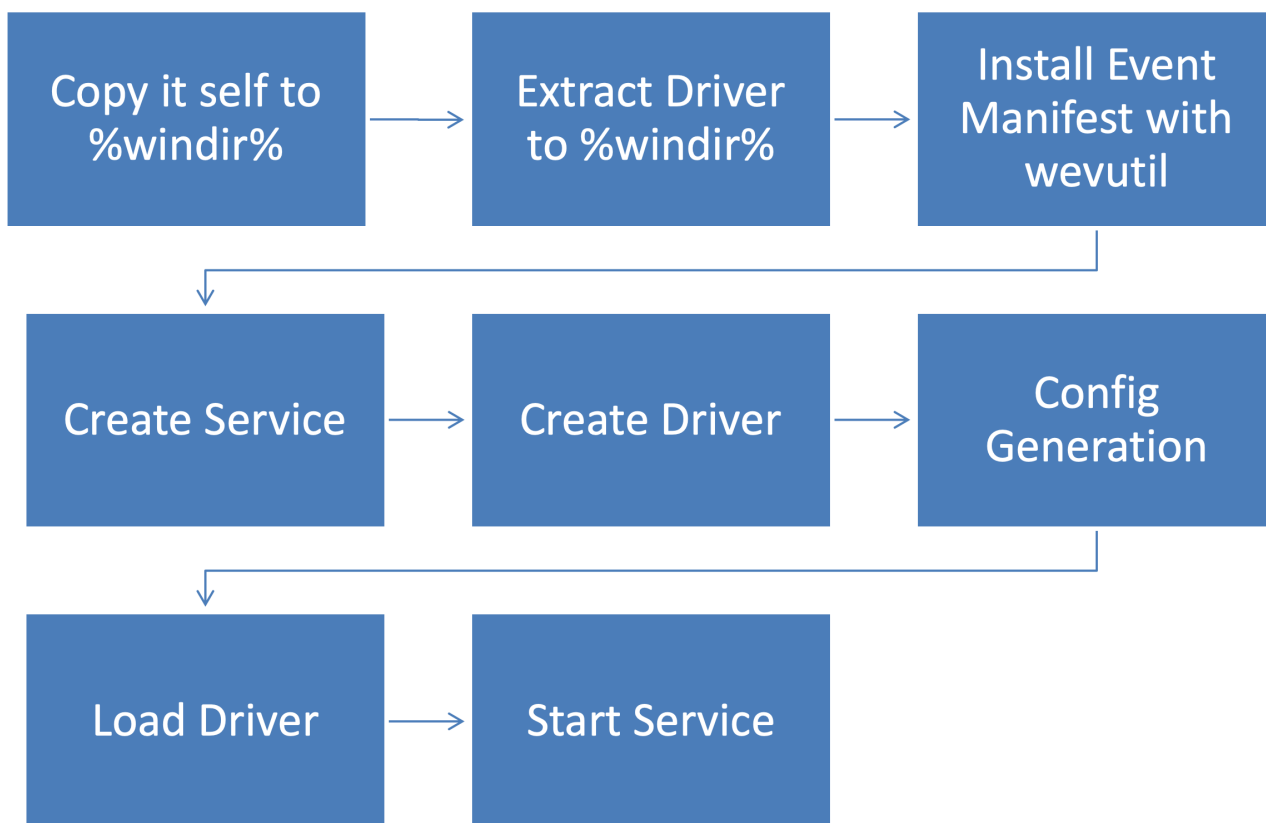 Copy it self to
%windir%
Extract Driver
to %windir%
Install Event
Manifest with
wevutil
Create Service
Create Driver
Config
Generation
Load Driver
Start Service